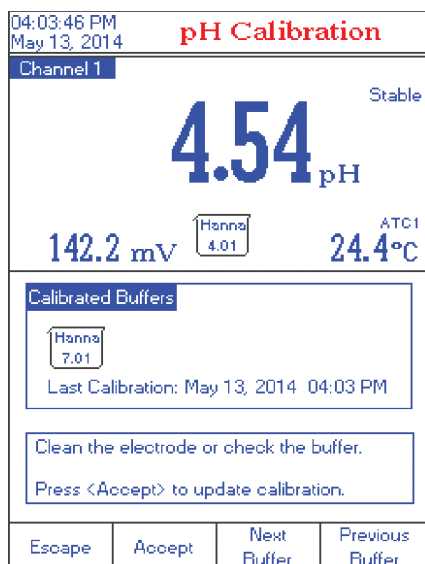 04:03:46 PM
May 13, 2014
pH Calibration
Channel 1
Stable
4.54 pH
142.2 mV
Hanna
4.01
ATC1
24.4°C
Calibrated Buffers
Hanna
7.01
Last Calibration: May 13, 2014 04:03 PM
Clean the electrode or check the buffer.
Press <Accept> to update calibration.
Escape
Accept
Next
Buffer
Previous
Buffer